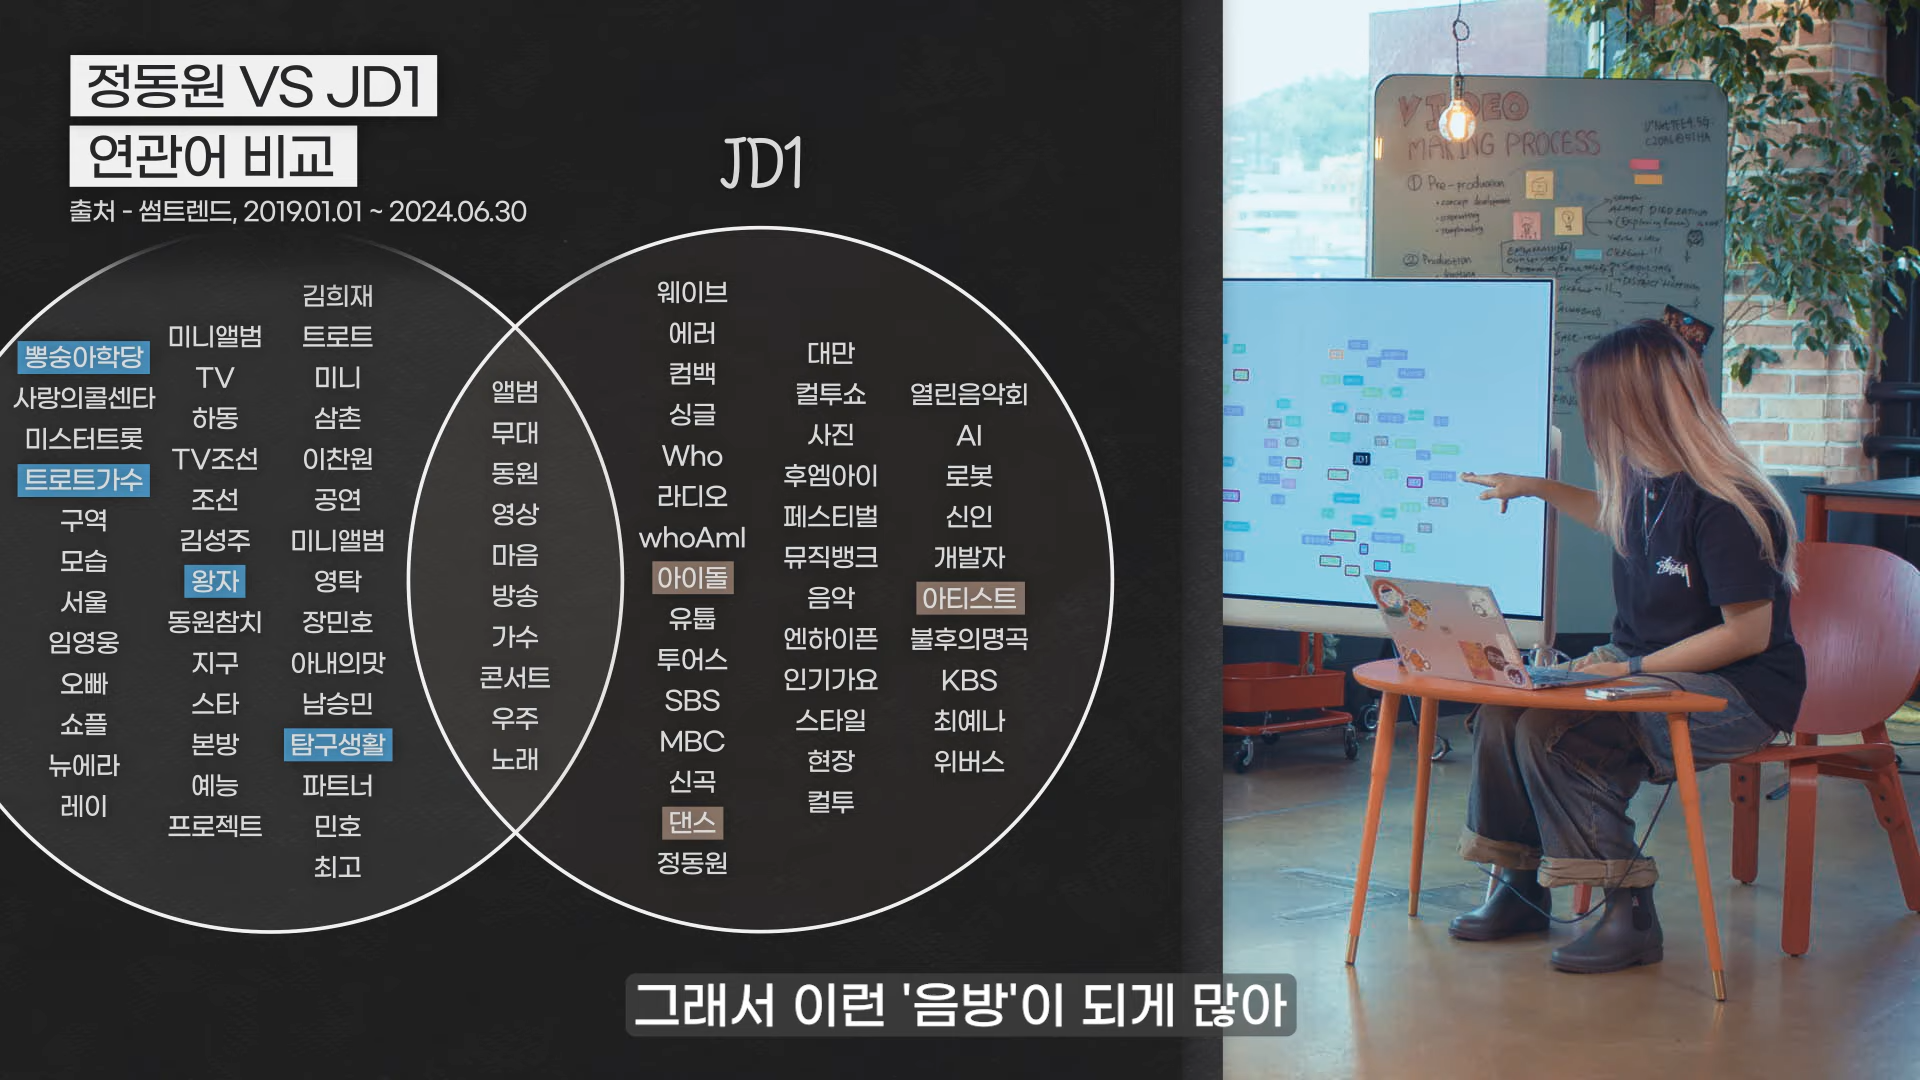 정동원 VS JD1
연관어 비교
출처 - 썸트렌드, 2019.01.01 ~ 2024.06.30
뽕숭아학당
사랑의콜센타
미스터트롯
트로트가수
구역
모습
서울
임영웅
오빠
쇼플
뉴에라
레이
미니앨범
TV
하동
TV조선
조선
김성주
왕자
동원참치
지구
스타
본방
예능
프로젝트
김희재
트로트
미니
삼촌
이찬원
공연
미니앨범
영탁
장민호
아내의맛
남승민
탐구생활
파트너
민호
최고
앨범
무대
동원
영상
마음
방송
가수
콘서트
우주
노래
JD1
웨이브
에러
컴백
싱글
Who
라디오
whoAmI
아이돌
유튭
투어스
SBS
MBC
신곡
댄스
정동원
대만
컬투쇼
사진
후엠아이
페스티벌
뮤직뱅크
음악
엔하이픈
인기가요
스타일
현장
컬투
열린음악회
AI
로봇
신인
개발자
아티스트
불후의명곡
KBS
최예나
위버스
VIDEO
MAKING PROCESS
① Pre-production
② Production
JD1
그래서 이런 '음방'이 되게 많아